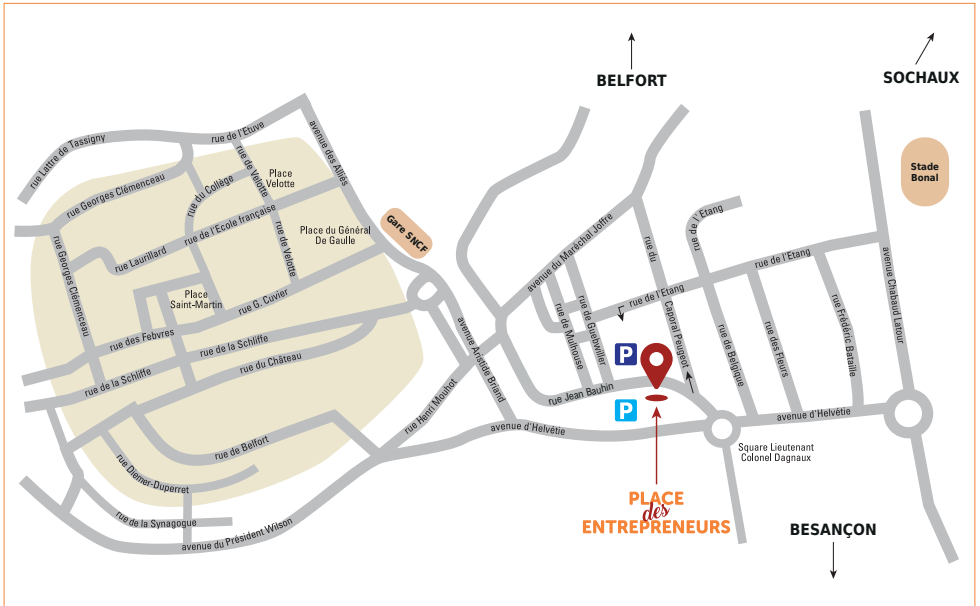 BELFORT
SOCHAUX
Stade
Bonal
rue Lattre de Tassigny
rue de l'Etuve
avenue des Alliés
rue Georges Clémenceau
rue du Collège
rue de Velotte
Place
Velotte
rue de l'Ecole française
rue Laurillard
rue de Velotte
Place du Général
De Gaulle
Gare SNCF
rue Georges Clémenceau
Place
Saint-Martin
rue G. Cuvier
rue des Febvres
rue de la Schliffe
rue de la Schliffe
rue du Château
rue de Belfort
rue Diemer-Duperret
rue de la Synagogue
avenue du Président Wilson
rue Henri Mouhot
avenue Aristide Briand
avenue d'Helvétie
avenue du Maréchal Joffre
rue du
Caporal Peugeot
rue de l'Etang
rue de l'Etang
rue de l'Etang
rue de Mulhouse
rue de Guebwiller
rue Jean Bauhin
P
P
rue de Belgique
rue des Fleurs
rue Frédéric Bataille
avenue Chabaud Latour
avenue d'Helvétie
Square Lieutenant
Colonel Dagnaux
PLACE
des
ENTREPRENEURS
BESANÇON